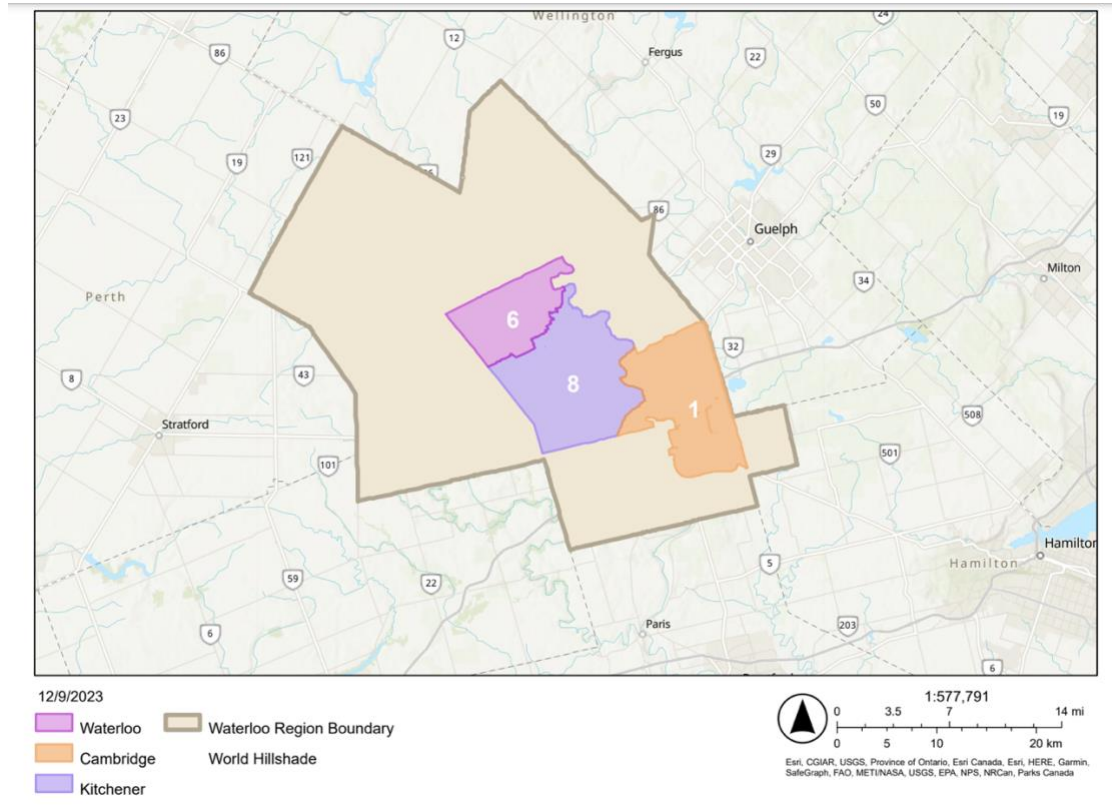 Wellington
24
12
86
Fergus
22
23
50
19
29
19
121
86
Guelph
Milton
Perth
34
6
32
8
43
8
1
508
Stratford
501
101
Hamilton
5
59
22
Paris
203
6
6
12/9/2023
Waterloo
Waterloo Region Boundary
Cambridge
World Hillshade
Kitchener
1:577,791
0 3.5 7 14 mi
0 5 10 20 km
Esri, CGIAR, USGS, Province of Ontario, Esri Canada, Esri, HERE, Garmin,
SafeGraph, FAO, METI/NASA, USGS, EPA, NPS, NRCan, Parks Canada